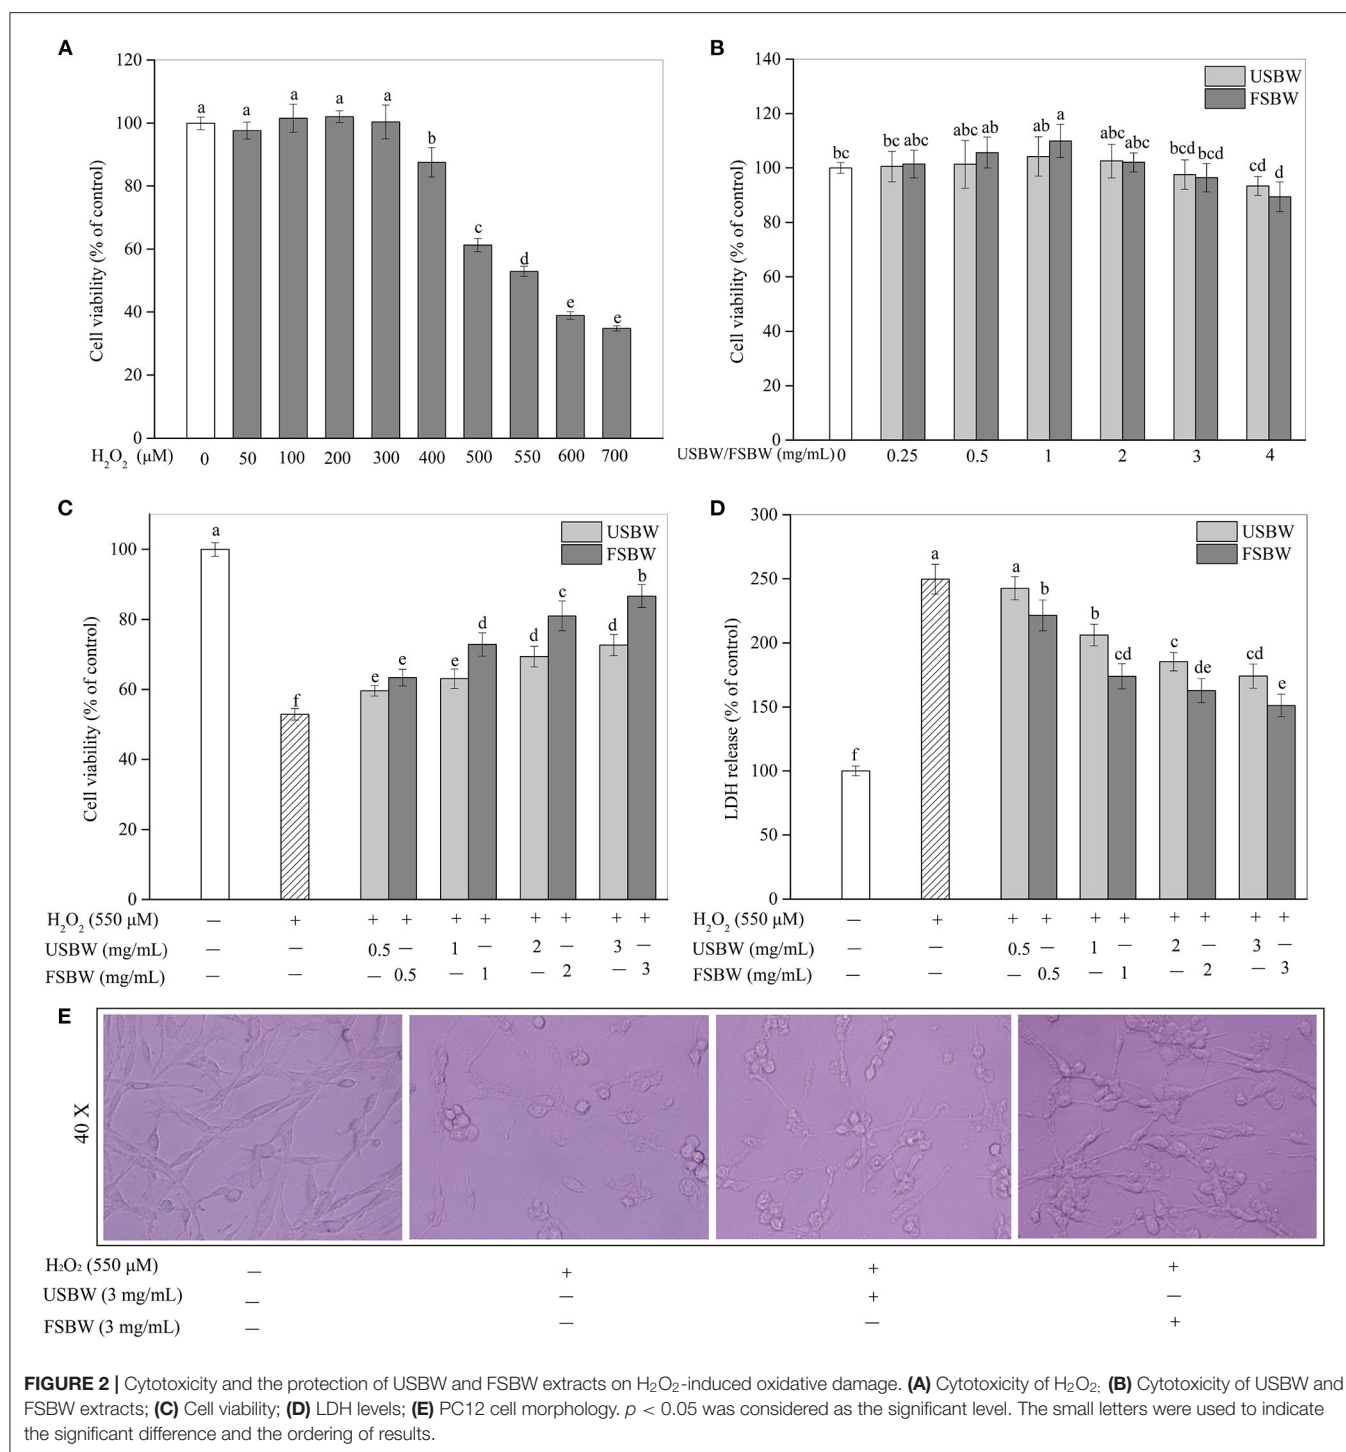 A
B
120
100
80
60
40
20
0
Cell viability (% of control)
a a a a a b c d e e
H2O2 (μM) 0 50 100 200 300 400 500 550 600 700
140
120
100
80
60
40
20
0
Cell viability (% of control)
USBW
FSBW
bc bc abc abc ab ab a abc abc bcd bcd cd d
USBW/FSBW (mg/mL) 0 0.25 0.5 1 2 3 4
C
100
80
60
40
20
0
Cell viability (% of control)
USBW
FSBW
a f e e e d d c d b
H2O2 (550 μM) — + + + + + + + + +
USBW (mg/mL) — — 0.5 — 1 — 2 — 3 —
FSBW (mg/mL) — — — 0.5 — 1 — 2 — 3
D
300
250
200
150
100
50
0
LDH release (% of control)
USBW
FSBW
f a a b b cd c de cd e
H2O2 (550 μM) — + + + + + + + + +
USBW (mg/mL) — — 0.5 — 1 — 2 — 3 —
FSBW (mg/mL) — — — 0.5 — 1 — 2 — 3
E
40 X
H2O2 (550 μM) — + + +
USBW (3 mg/mL) — — + —
FSBW (3 mg/mL) — — — +
FIGURE 2 | Cytotoxicity and the protection of USBW and FSBW extracts on H2O2-induced oxidative damage. (A) Cytotoxicity of H2O2; (B) Cytotoxicity of USBW and
FSBW extracts; (C) Cell viability; (D) LDH levels; (E) PC12 cell morphology. p < 0.05 was considered as the significant level. The small letters were used to indicate
the significant difference and the ordering of results.